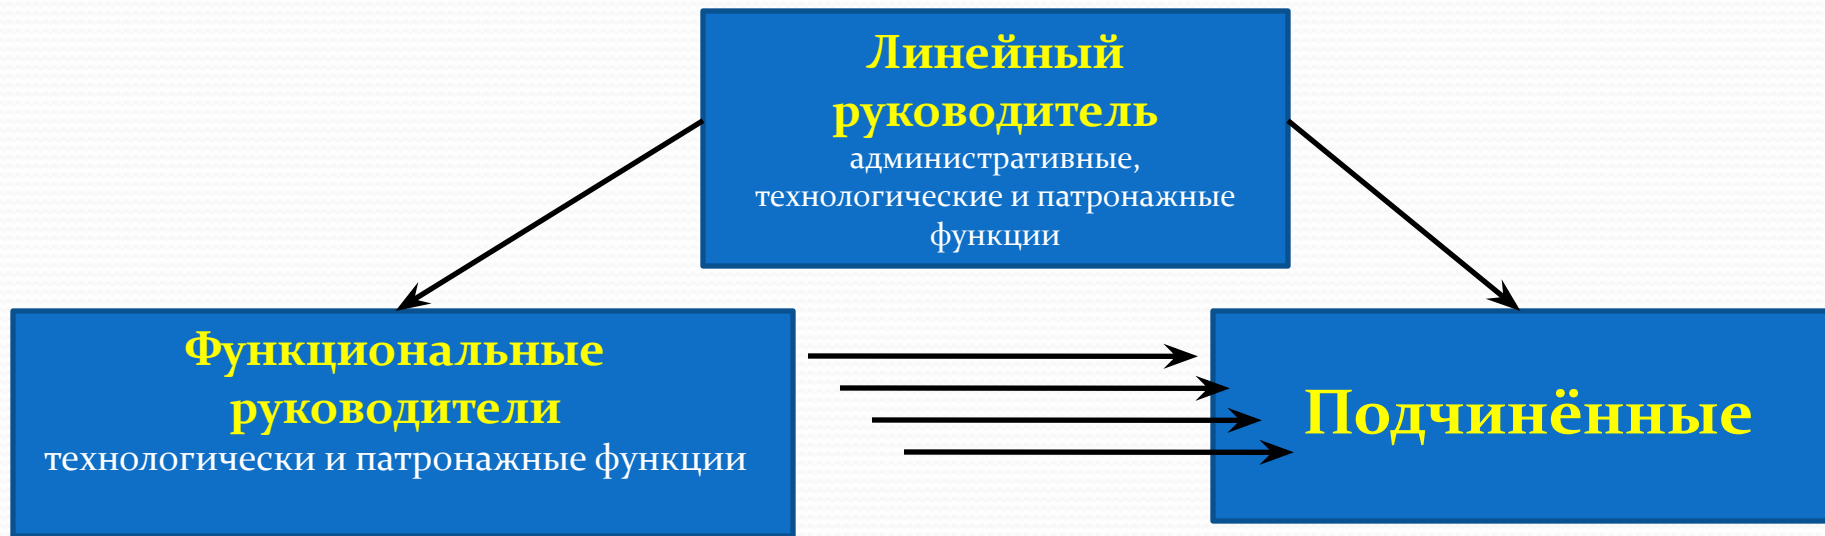 Линейный
руководитель
административные,
технологические и патронажные
функции
Функциональные
руководители
технологически и патронажные функции
Подчинённые